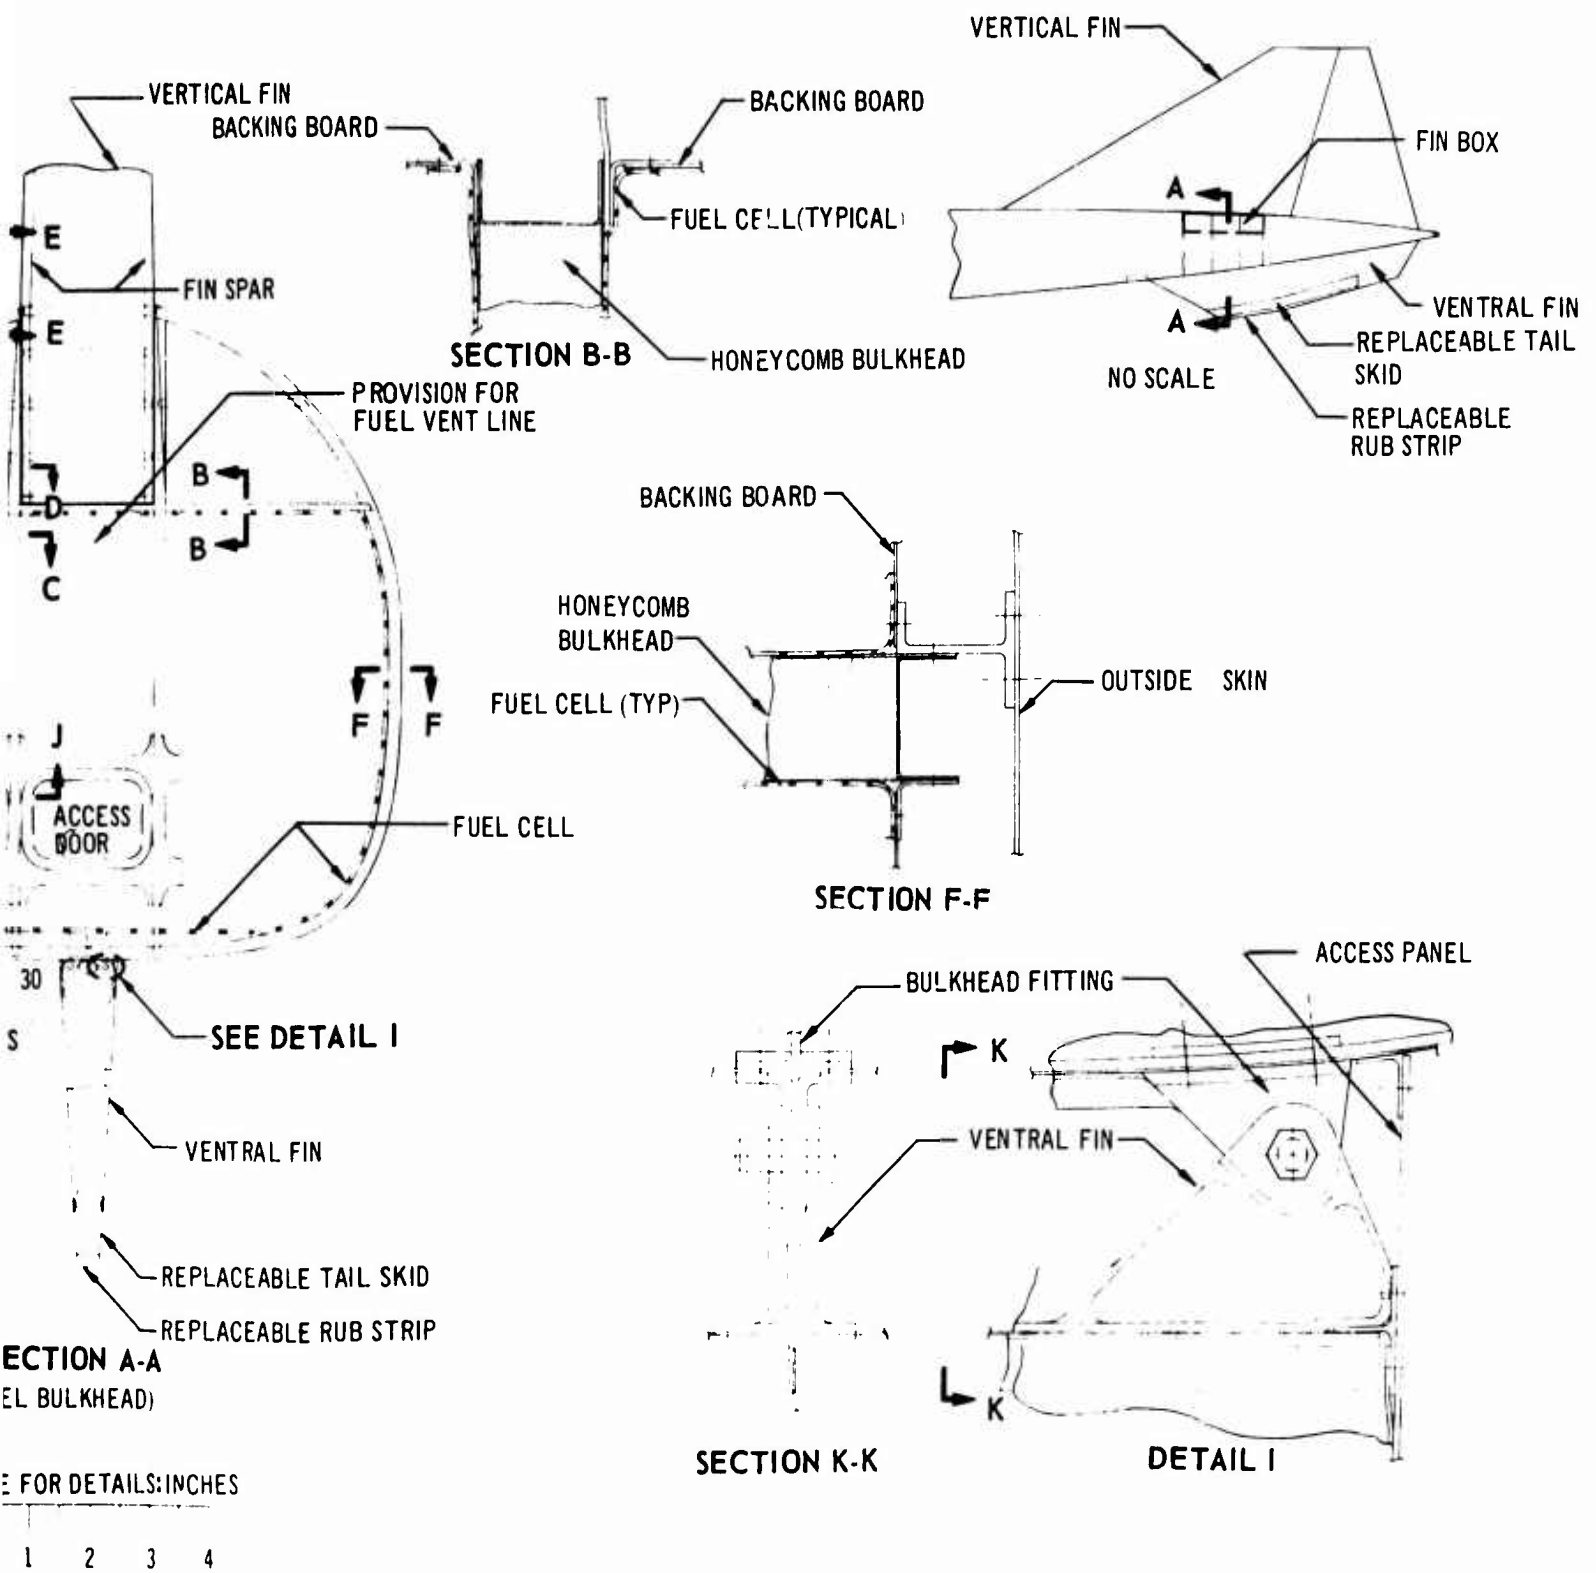 VERTICAL FIN
VERTICAL FIN
BACKING BOARD
BACKING BOARD
FIN BOX
A
FUEL CELL (TYPICAL)
E
FIN SPAR
E
A
VENTRAL FIN
REPLACEABLE TAIL
SKID
SECTION B-B
HONEYCOMB BULKHEAD
NO SCALE
PROVISION FOR
FUEL VENT LINE
REPLACEABLE
RUB STRIP
B
BACKING BOARD
D
B
C
HONEYCOMB
BULKHEAD
OUTSIDE SKIN
FUEL CELL (TYP)
F
F
J
ACCESS
DOOR
FUEL CELL
SECTION F-F
ACCESS PANEL
30
BULKHEAD FITTING
S
SEE DETAIL I
K
VENTRAL FIN
VENTRAL FIN
REPLACEABLE TAIL SKID
REPLACEABLE RUB STRIP
ECTION A-A
EL BULKHEAD)
K
SECTION K-K
DETAIL I
E FOR DETAILS: INCHES
1 2 3 4